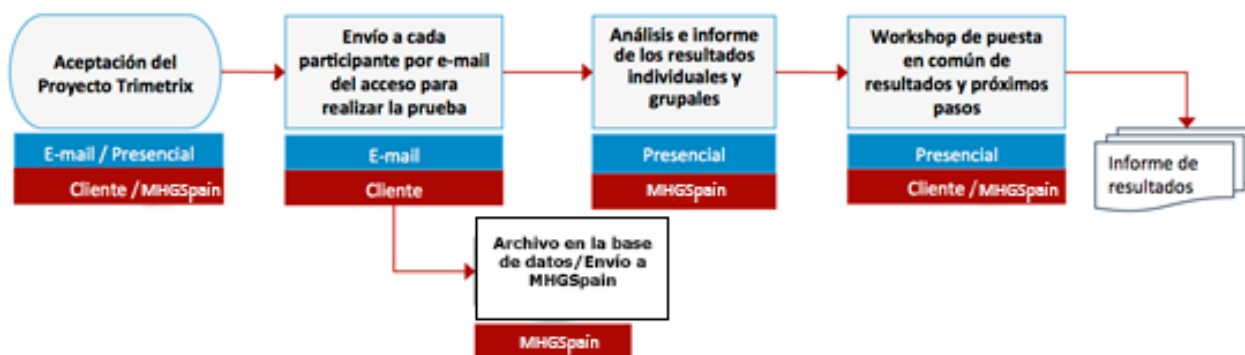 Aceptación del
Proyecto Trimetrix
E-mail / Presencial
Cliente / MHGSpain
Envío a cada
participante por e-mail
del acceso para
realizar la prueba
E-mail
Cliente
Archivo en la base
de datos/Envío a
MHGSpain
MHGSpain
Análisis e informe
de los resultados
individuales y
grupales
Presencial
MHGSpain
Workshop de puesta
en común de
resultados y próximos
pasos
Presencial
Cliente / MHGSpain
Informe de
resultados